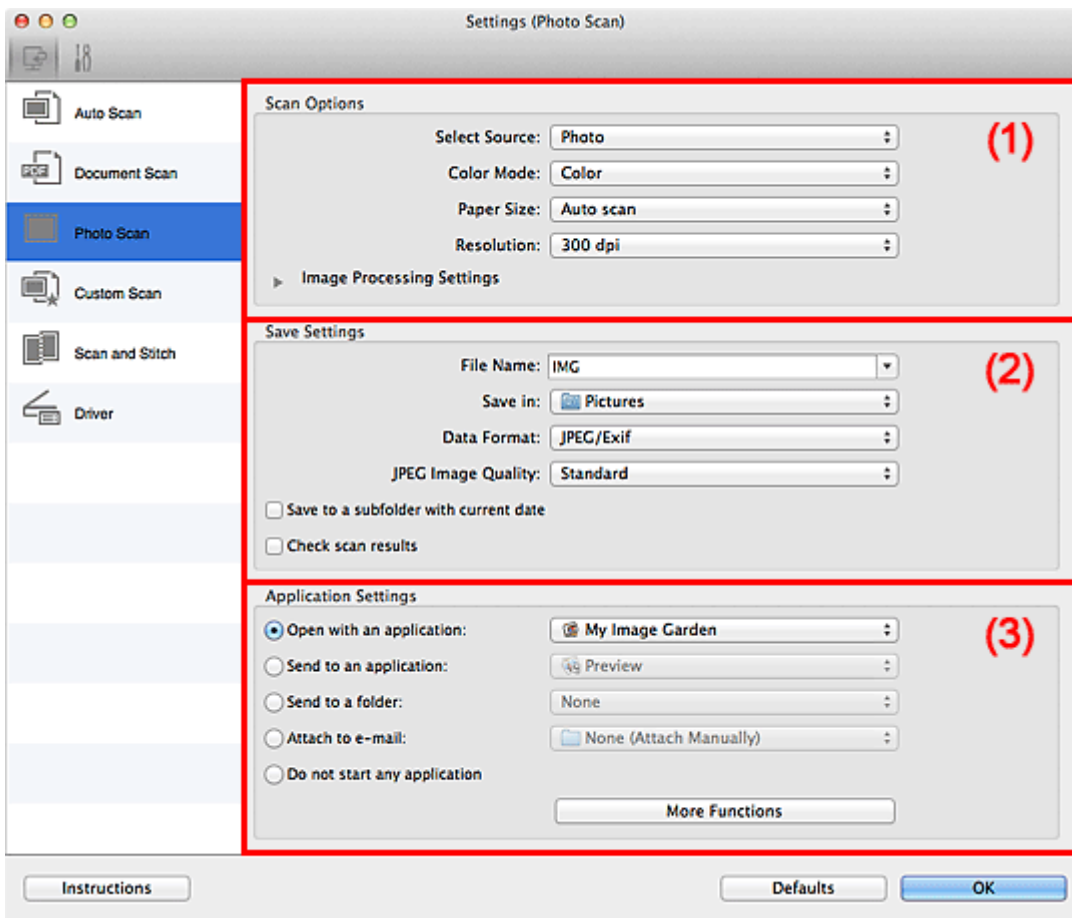 Settings (Photo Scan)
Auto Scan
PDF
Document Scan
Photo Scan
Custom Scan
Scan and Stitch
Driver
Scan Options
(1)
Select Source: Photo
Color Mode: Color
Paper Size: Auto scan
Resolution: 300 dpi
Image Processing Settings
Save Settings
(2)
File Name: IMG
Save in: Pictures
Data Format: JPEG/Exif
JPEG Image Quality: Standard
Save to a subfolder with current date
Check scan results
Application Settings
(3)
Open with an application: My Image Garden
Send to an application: Preview
Send to a folder: None
Attach to e-mail: None (Attach Manually)
Do not start any application
More Functions
Instructions Defaults OK